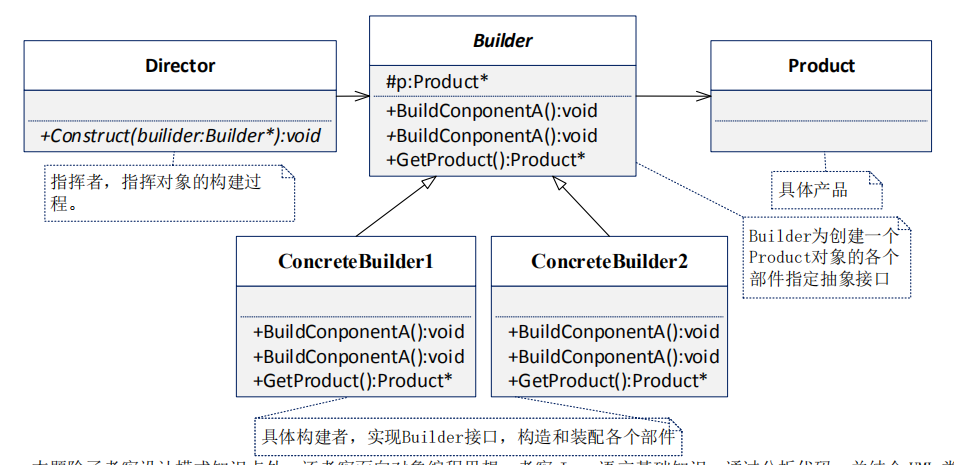 Builder
#p:Product*
+BuildConponentA():void
+BuildConponentA():void
+GetProduct():Product*
Director
+Construct(builider:Builder*):void
指挥者，指挥对象的构建过
程。
Product
具体产品
Builder为创建一个
Product对象的各个
部件指定抽象接口
ConcreteBuilder1
+BuildConponentA():void
+BuildConponentA():void
+GetProduct():Product*
ConcreteBuilder2
+BuildConponentA():void
+BuildConponentA():void
+GetProduct():Product*
具体构建者，实现Builder接口，构造和装配各个部件